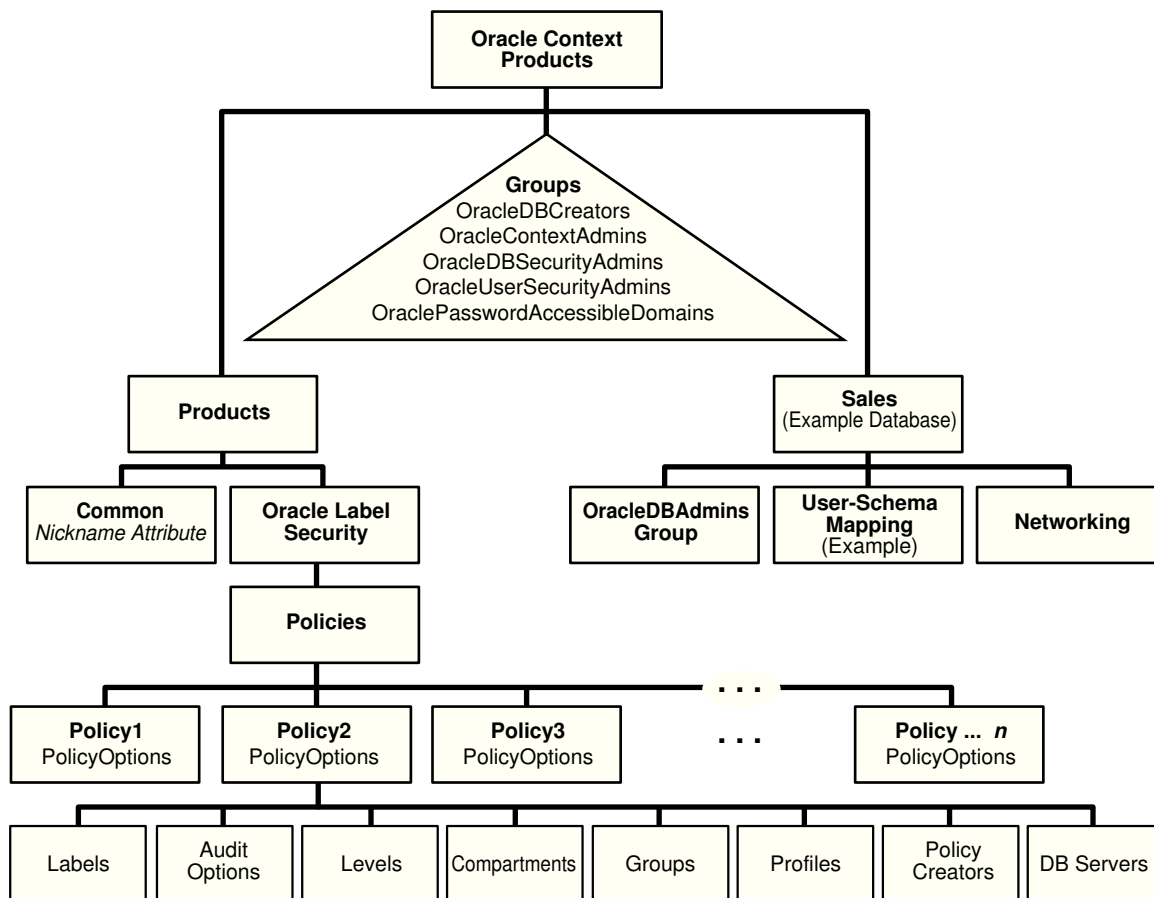 Oracle Context
Products
Groups
OracleDBCreators
OracleContextAdmins
OracleDBSecurityAdmins
OracleUserSecurityAdmins
OraclePasswordAccessibleDomains
Products
Sales
(Example Database)
Common
Nickname Attribute
Oracle Label
Security
OracleDBAdmins
Group
User-Schema
Mapping
(Example)
Networking
Policies
. . .
Policy1
PolicyOptions
Policy2
PolicyOptions
Policy3
PolicyOptions
. . .
Policy ... n
PolicyOptions
Labels
Audit
Options
Levels
Compartments
Groups
Profiles
Policy
Creators
DB Servers